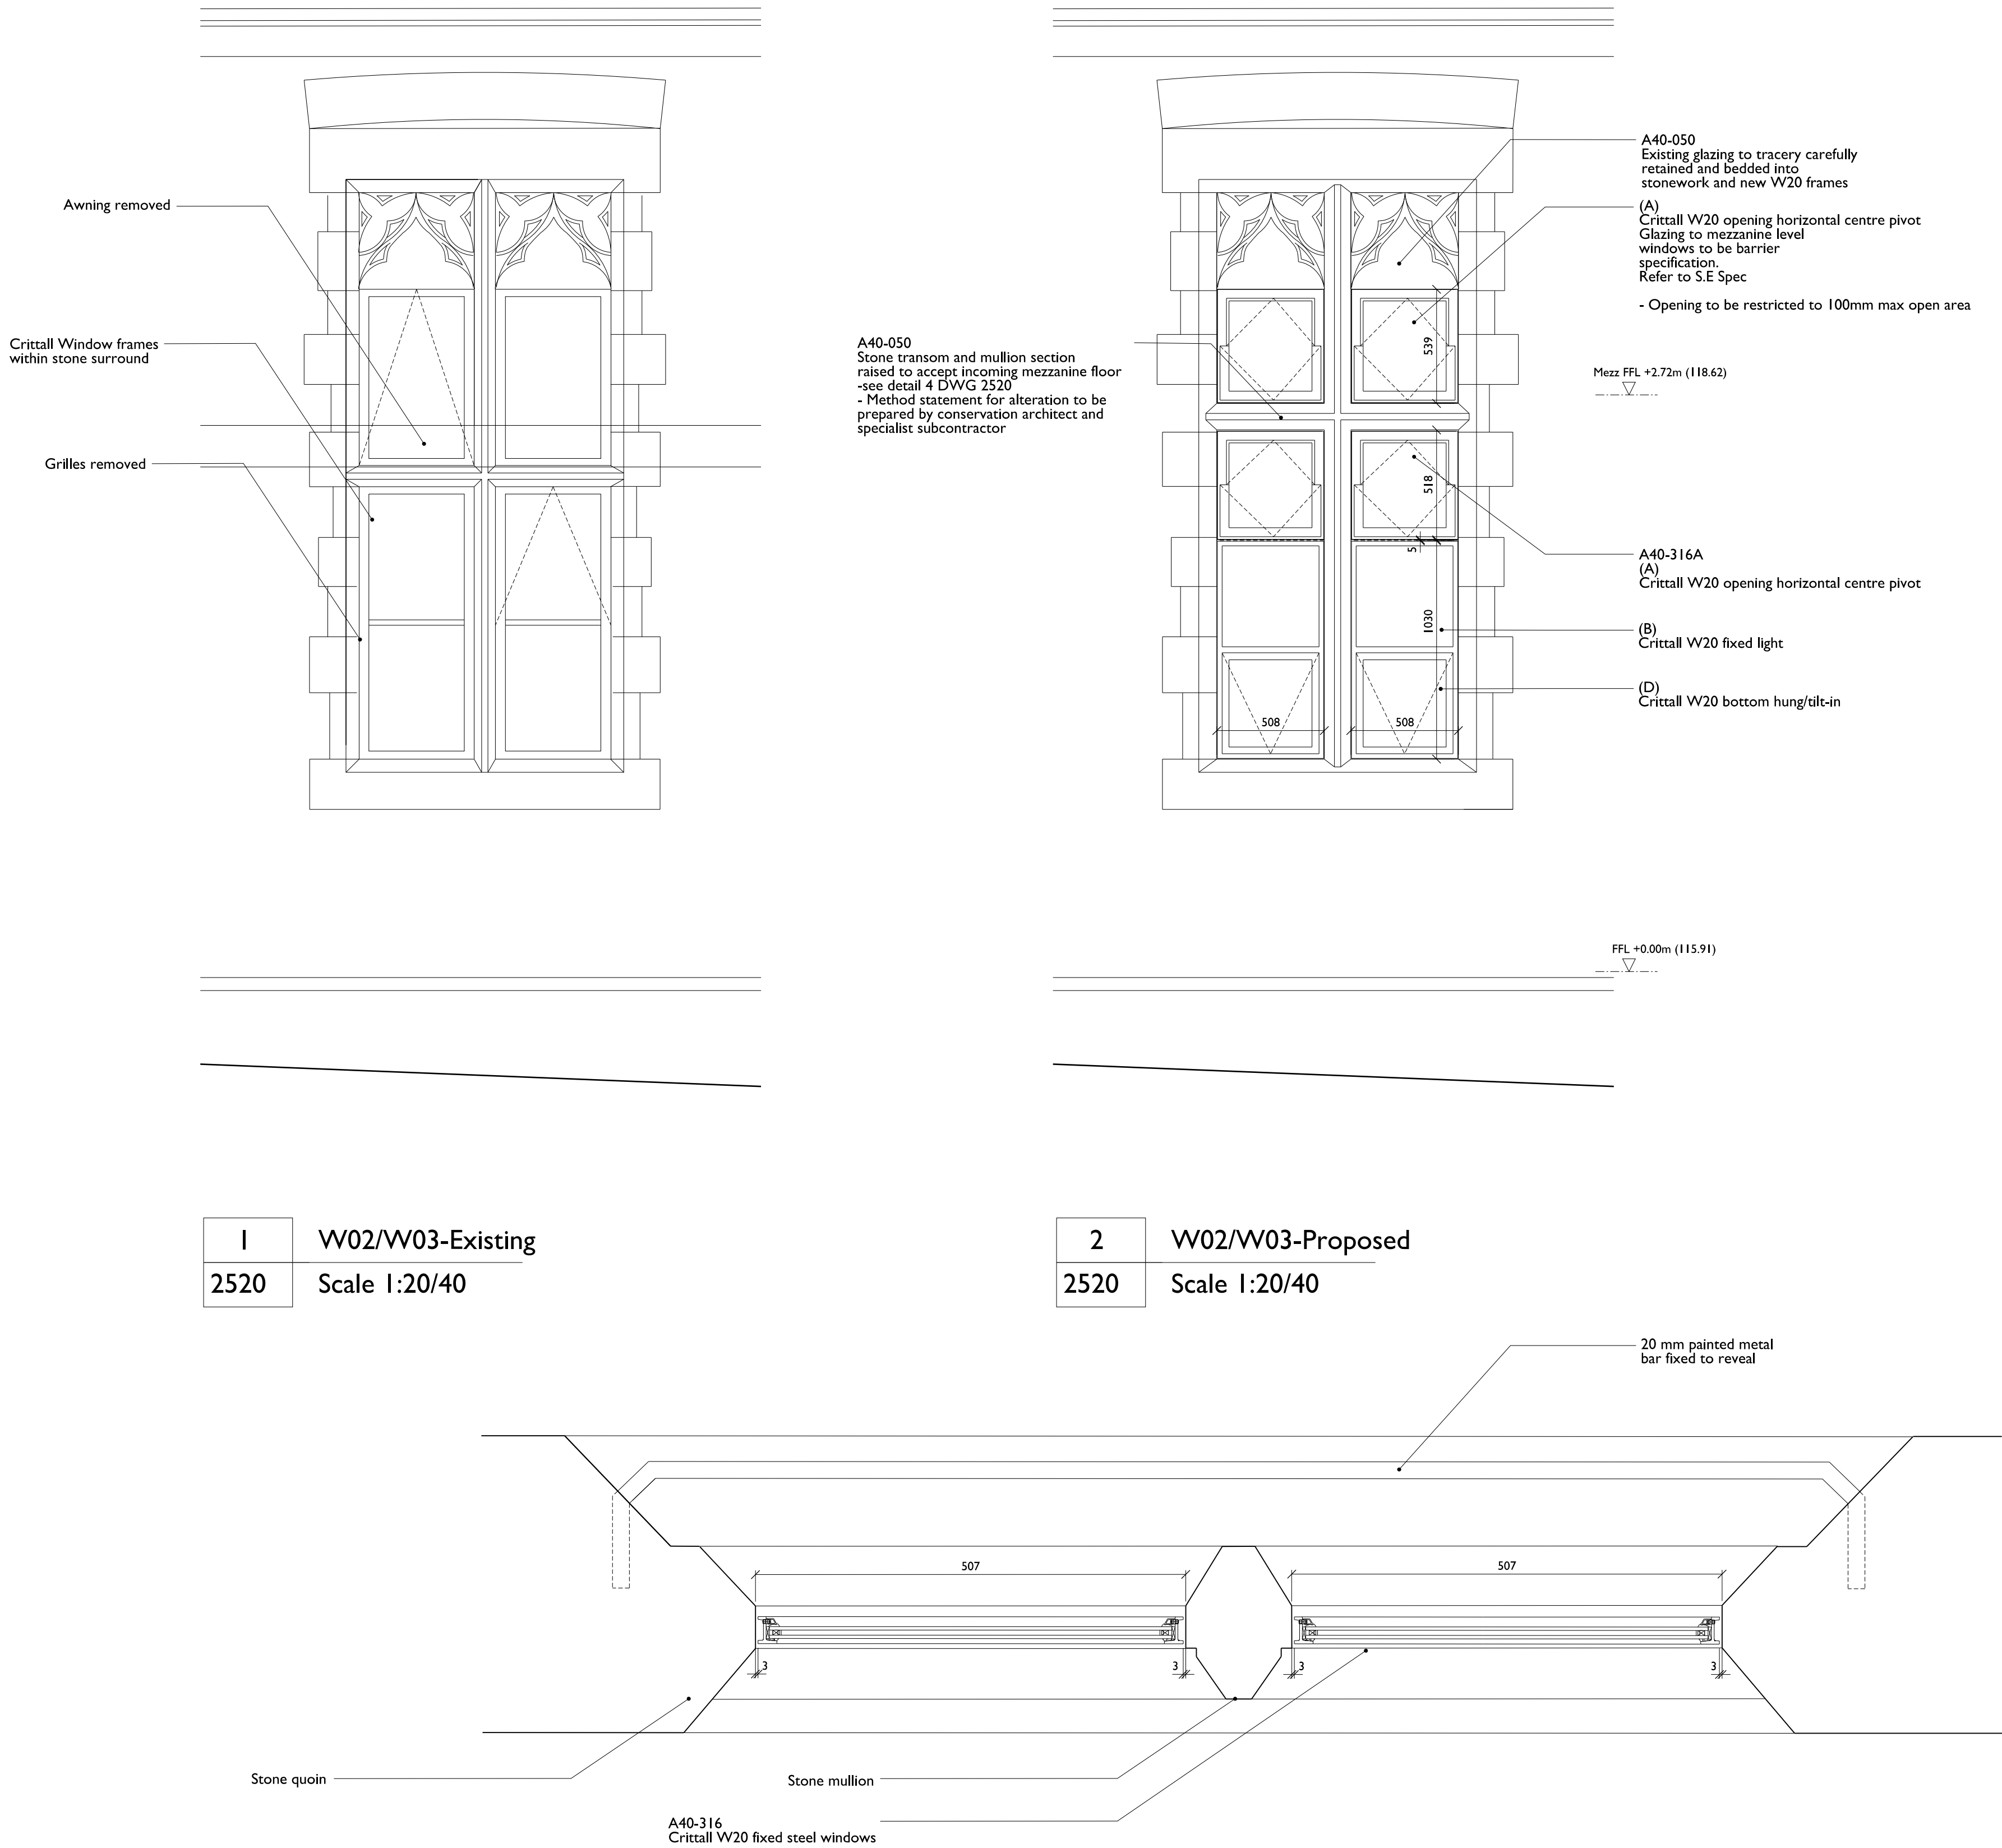 Awning removed
Crittall Window frames
within stone surround
Grilles removed
A40-050
Existing glazing to tracery carefully
retained and bedded into
stonework and new W20 frames
(A)
Crittall W20 opening horizontal centre pivot
Glazing to mezzanine level
windows to be barrier
specification.
Refer to S.E Spec
- Opening to be restricted to 100mm max open area
A40-050
Stone transom and mullion section
raised to accept incoming mezzanine floor
-see detail 4 DWG 2520
- Method statement for alteration to be
prepared by conservation architect and
specialist subcontractor
539
Mezz FFL +2.72m (118.62)
518
5
A40-316A
(A)
Crittall W20 opening horizontal centre pivot
1030
(B)
Crittall W20 fixed light
(D)
Crittall W20 bottom hung/tilt-in
508
508
FFL +0.00m (115.91)
1
W02/W03-Existing
2520
Scale 1:20/40
2
W02/W03-Proposed
2520
Scale 1:20/40
20 mm painted metal
bar fixed to reveal
507
507
3
3
3
3
Stone quoin
Stone mullion
A40-316
Crittall W20 fixed steel windows